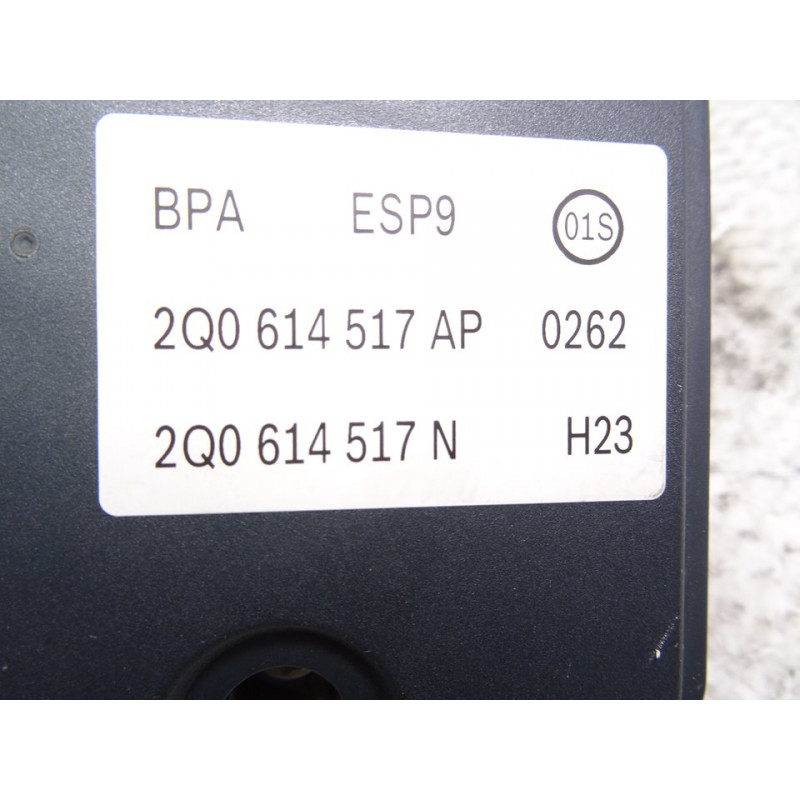 BPA ESP9 01S
2Q0 614 517 AP 0262
2Q0 614 517 N H23